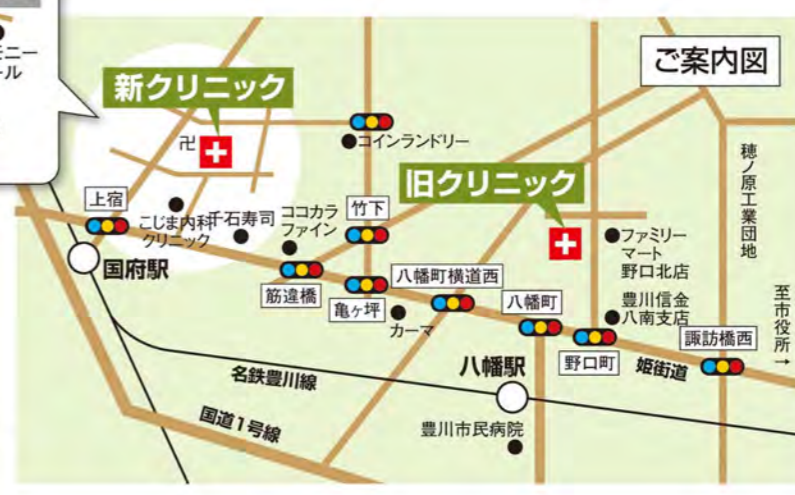 モニー
ール
ご案内図
新クリニック
卍
コインランドリー
旧クリニック
穂ノ原工業団地
上宿
こじま内科
クリニック
千石寿司
ココカラ
ファイン
竹下
国府駅
筋違橋
亀ヶ坪
カーマ
八幡町横道西
八幡町
ファミリー
マート
野口北店
豊川信金
八南支店
野口町
姫街道
諏訪橋西
至市役所→
名鉄豊川線
八幡駅
国道1号線
豊川市民病院